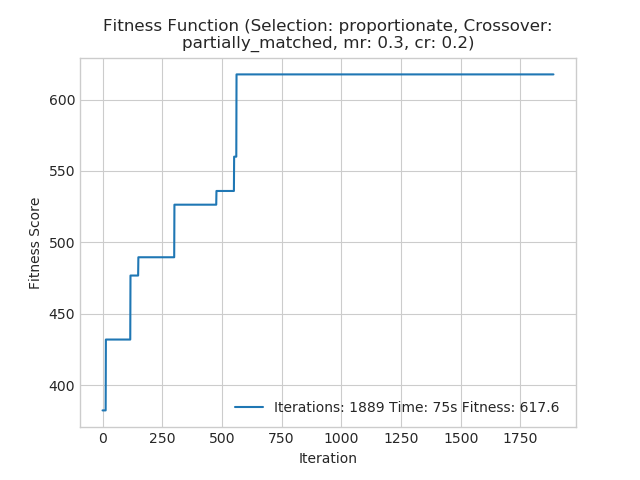 Fitness Function (Selection: proportionate, Crossover:
partially_matched, mr: 0.3, cr: 0.2)
Fitness Score
600
550
500
450
400
Iterations: 1889 Time: 75s Fitness: 617.6
0 250 500 750 1000 1250 1500 1750
Iteration